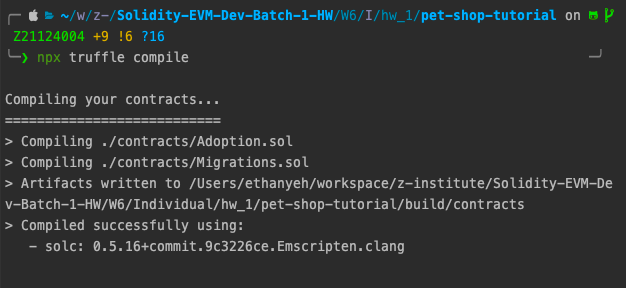 ~/w/z-/Solidity-EVM-Dev-Batch-1-HW/W6/I/hw_1/pet-shop-tutorial on
Z21124004 +9 !6 ?16
❯ npx truffle compile
Compiling your contracts...
===========================
> Compiling ./contracts/Adoption.sol
> Compiling ./contracts/Migrations.sol
> Artifacts written to /Users/ethanyeh/workspace/z-institute/Solidity-EVM-De
v-Batch-1-HW/W6/Individual/hw_1/pet-shop-tutorial/build/contracts
> Compiled successfully using:
- solc: 0.5.16+commit.9c3226ce.Emscripten.clang